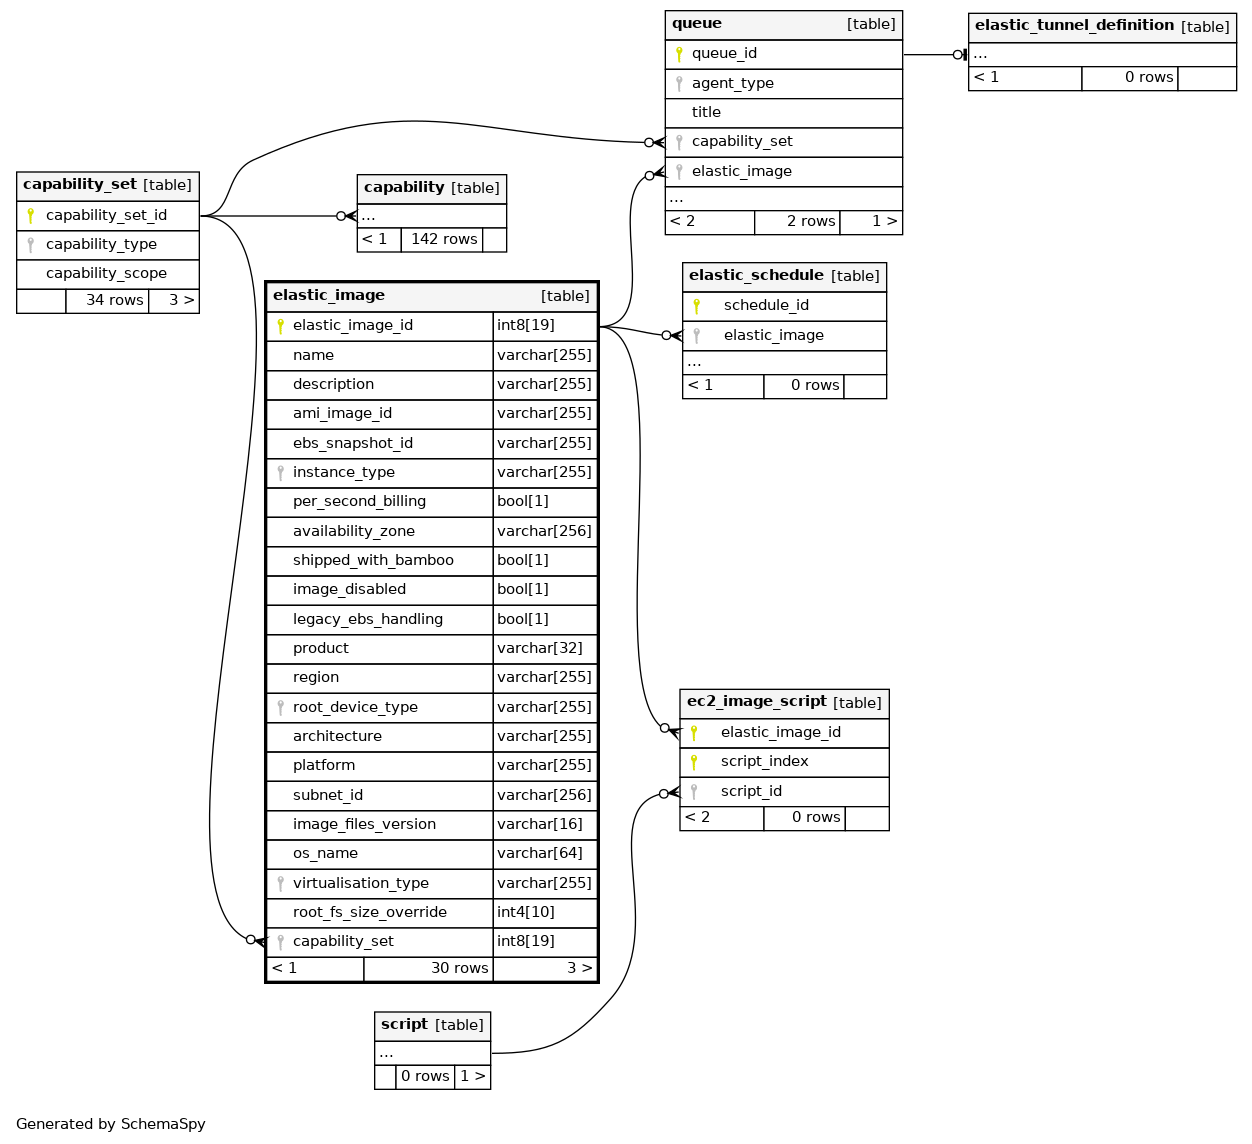 queue [table]
queue_id
agent_type
title
capability_set
elastic_image
...
< 2 2 rows 1 >
elastic_tunnel_definition [table]
...
< 1 0 rows
capability_set [table]
capability_set_id
capability_type
capability_scope
34 rows 3 >
capability [table]
...
< 1 142 rows
elastic_image [table]
elastic_image_id int8[19]
name varchar[255]
description varchar[255]
ami_image_id varchar[255]
ebs_snapshot_id varchar[255]
instance_type varchar[255]
per_second_billing bool[1]
availability_zone varchar[256]
shipped_with_bamboo bool[1]
image_disabled bool[1]
legacy_ebs_handling bool[1]
product varchar[32]
region varchar[255]
root_device_type varchar[255]
architecture varchar[255]
platform varchar[255]
subnet_id varchar[256]
image_files_version varchar[16]
os_name varchar[64]
virtualisation_type varchar[255]
root_fs_size_override int4[10]
capability_set int8[19]
< 1 30 rows 3 >
elastic_schedule [table]
schedule_id
elastic_image
...
< 1 0 rows
ec2_image_script [table]
elastic_image_id
script_index
script_id
< 2 0 rows
script [table]
...
0 rows 1 >
Generated by SchemaSpy